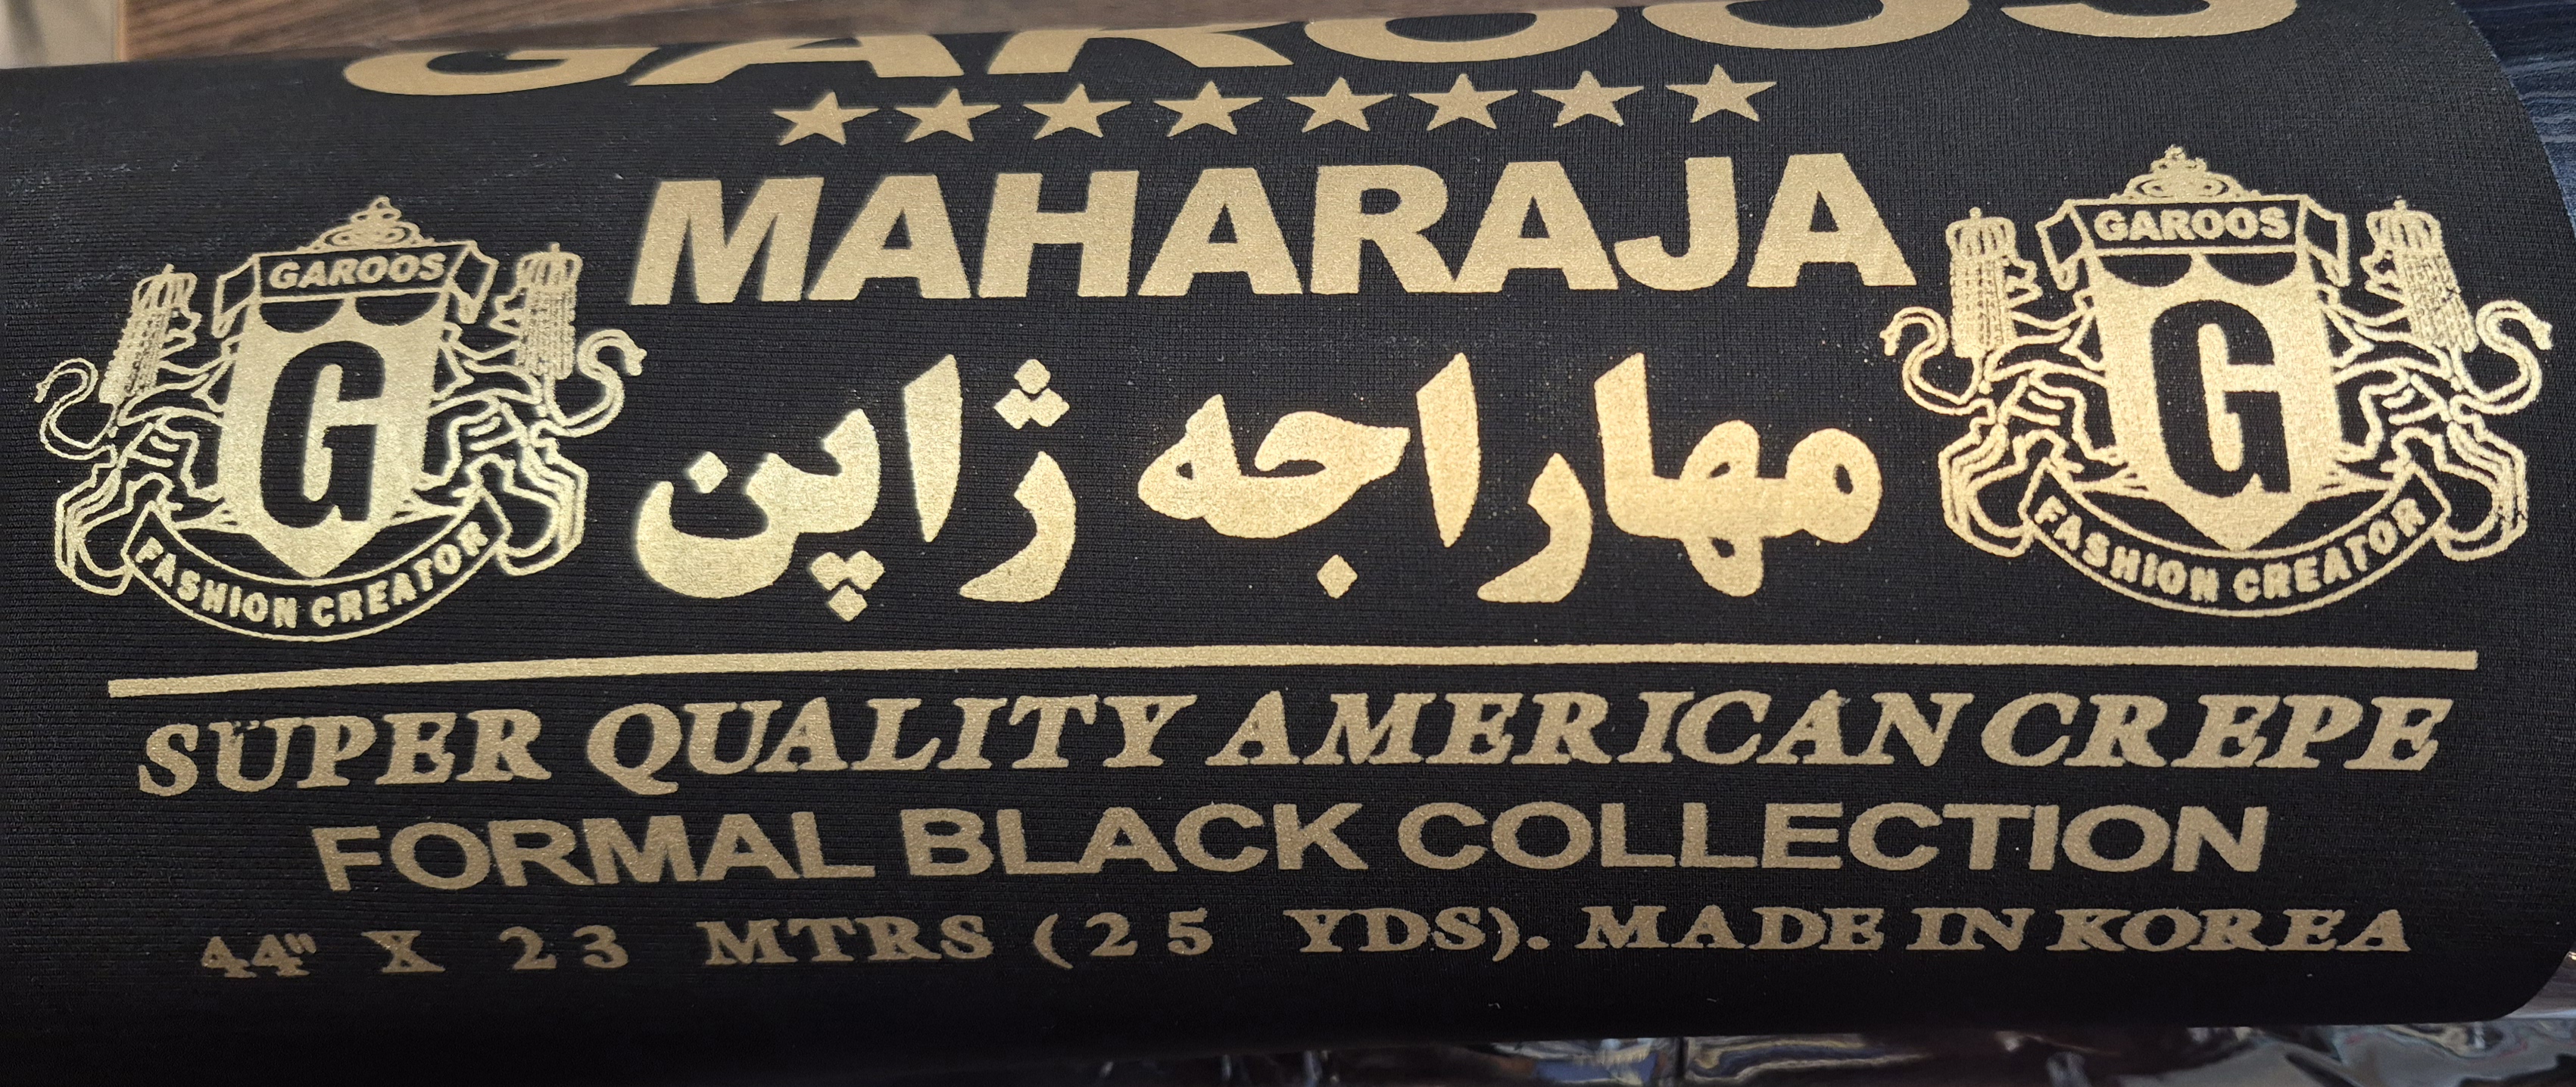 GAROOS
★★★★★★★★
MAHARAJA
مهاراجه ژاپن
GAROOS
G
FASHION CREATOR
GAROOS
G
FASHION CREATOR
SUPER QUALITY AMERICAN CREPE
FORMAL BLACK COLLECTION
44" X 23 MTRS (25 YDS). MADE IN KOREA